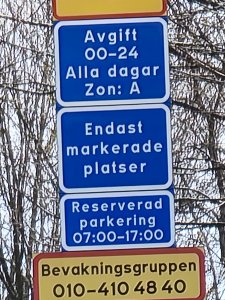 Avgift
00-24
Alla dagar
Zon: A
Endast
markerade
platser
Reserverad
parkering
07:00-17:00
Bevakningsgruppen
010-410 48 40